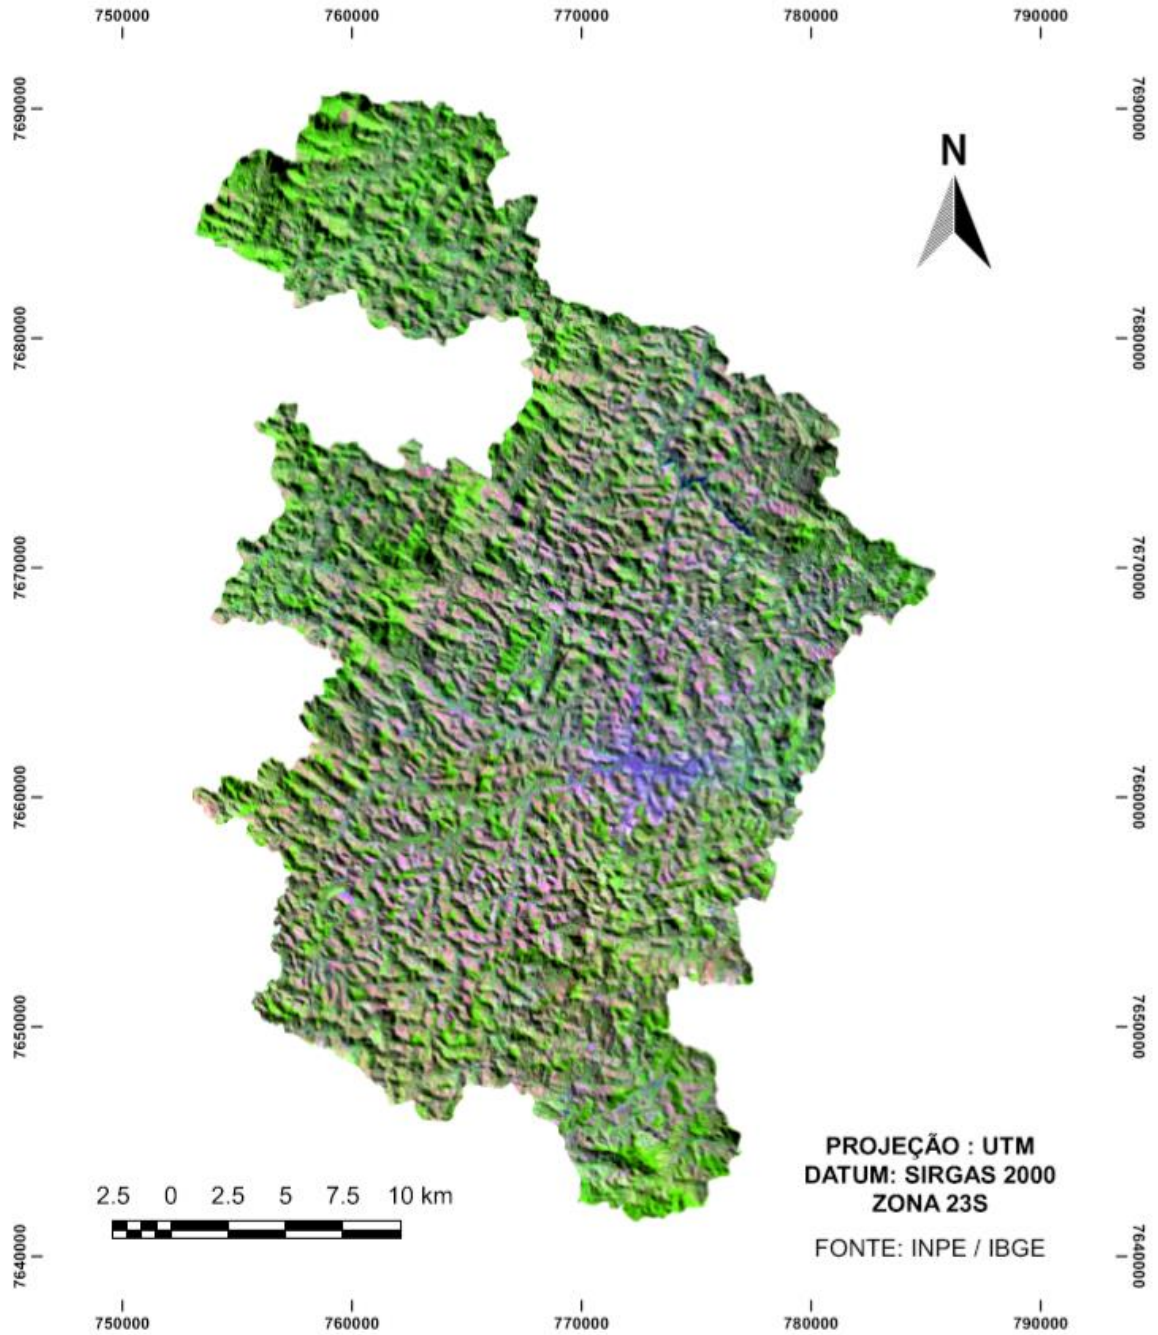 750000 760000 770000 780000 790000
7690000 7690000
N
7680000 7680000
7670000 7670000
7660000 7660000
7650000 7650000
PROJEÇÃO : UTM
DATUM: SIRGAS 2000
ZONA 23S
2.5 0 2.5 5 7.5 10 km
FONTE: INPE / IBGE
7640000 7640000
750000 760000 770000 780000 790000